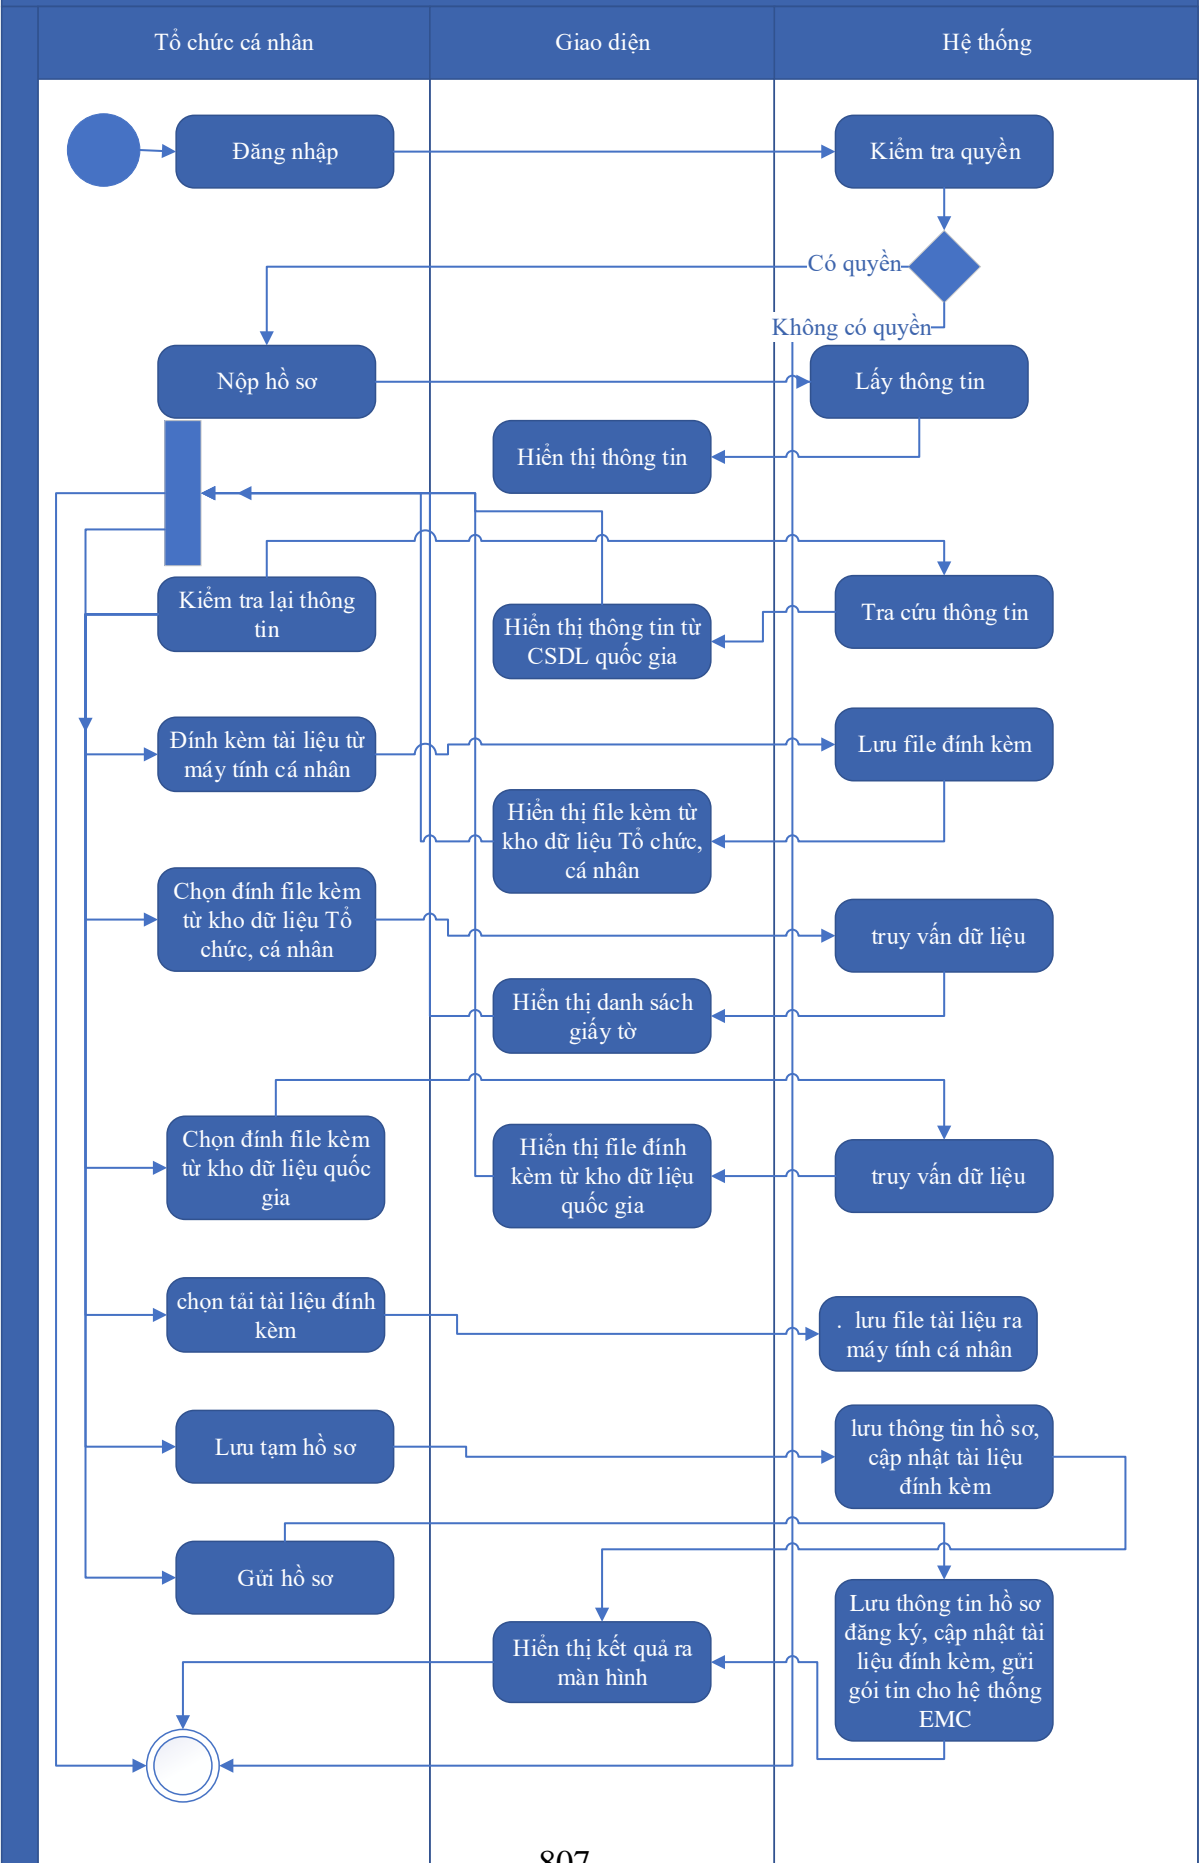 Tổ chức cá nhân
Giao diện
Hệ thống
Đăng nhập
Kiểm tra quyền
Có quyền
Không có quyền
Nộp hồ sơ
Lấy thông tin
Hiển thị thông tin
Kiểm tra lại thông
tin
Hiển thị thông tin từ
CSDL quốc gia
Tra cứu thông tin
Đính kèm tài liệu từ
máy tính cá nhân
Lưu file đính kèm
Hiển thị file kèm từ
kho dữ liệu Tổ chức,
cá nhân
Chọn đính file kèm
từ kho dữ liệu Tổ
chức, cá nhân
truy vấn dữ liệu
Hiển thị danh sách
giấy tờ
Chọn đính file kèm
từ kho dữ liệu quốc
gia
Hiển thị file đính
kèm từ kho dữ liệu
quốc gia
truy vấn dữ liệu
chọn tải tài liệu đính
kèm
. lưu file tài liệu ra
máy tính cá nhân
Lưu tạm hồ sơ
lưu thông tin hồ sơ,
cập nhật tài liệu
đính kèm
Gửi hồ sơ
Hiển thị kết quả ra
màn hình
Lưu thông tin hồ sơ
đăng ký, cập nhật tài
liệu đính kèm, gửi
gói tin cho hệ thống
EMC
807